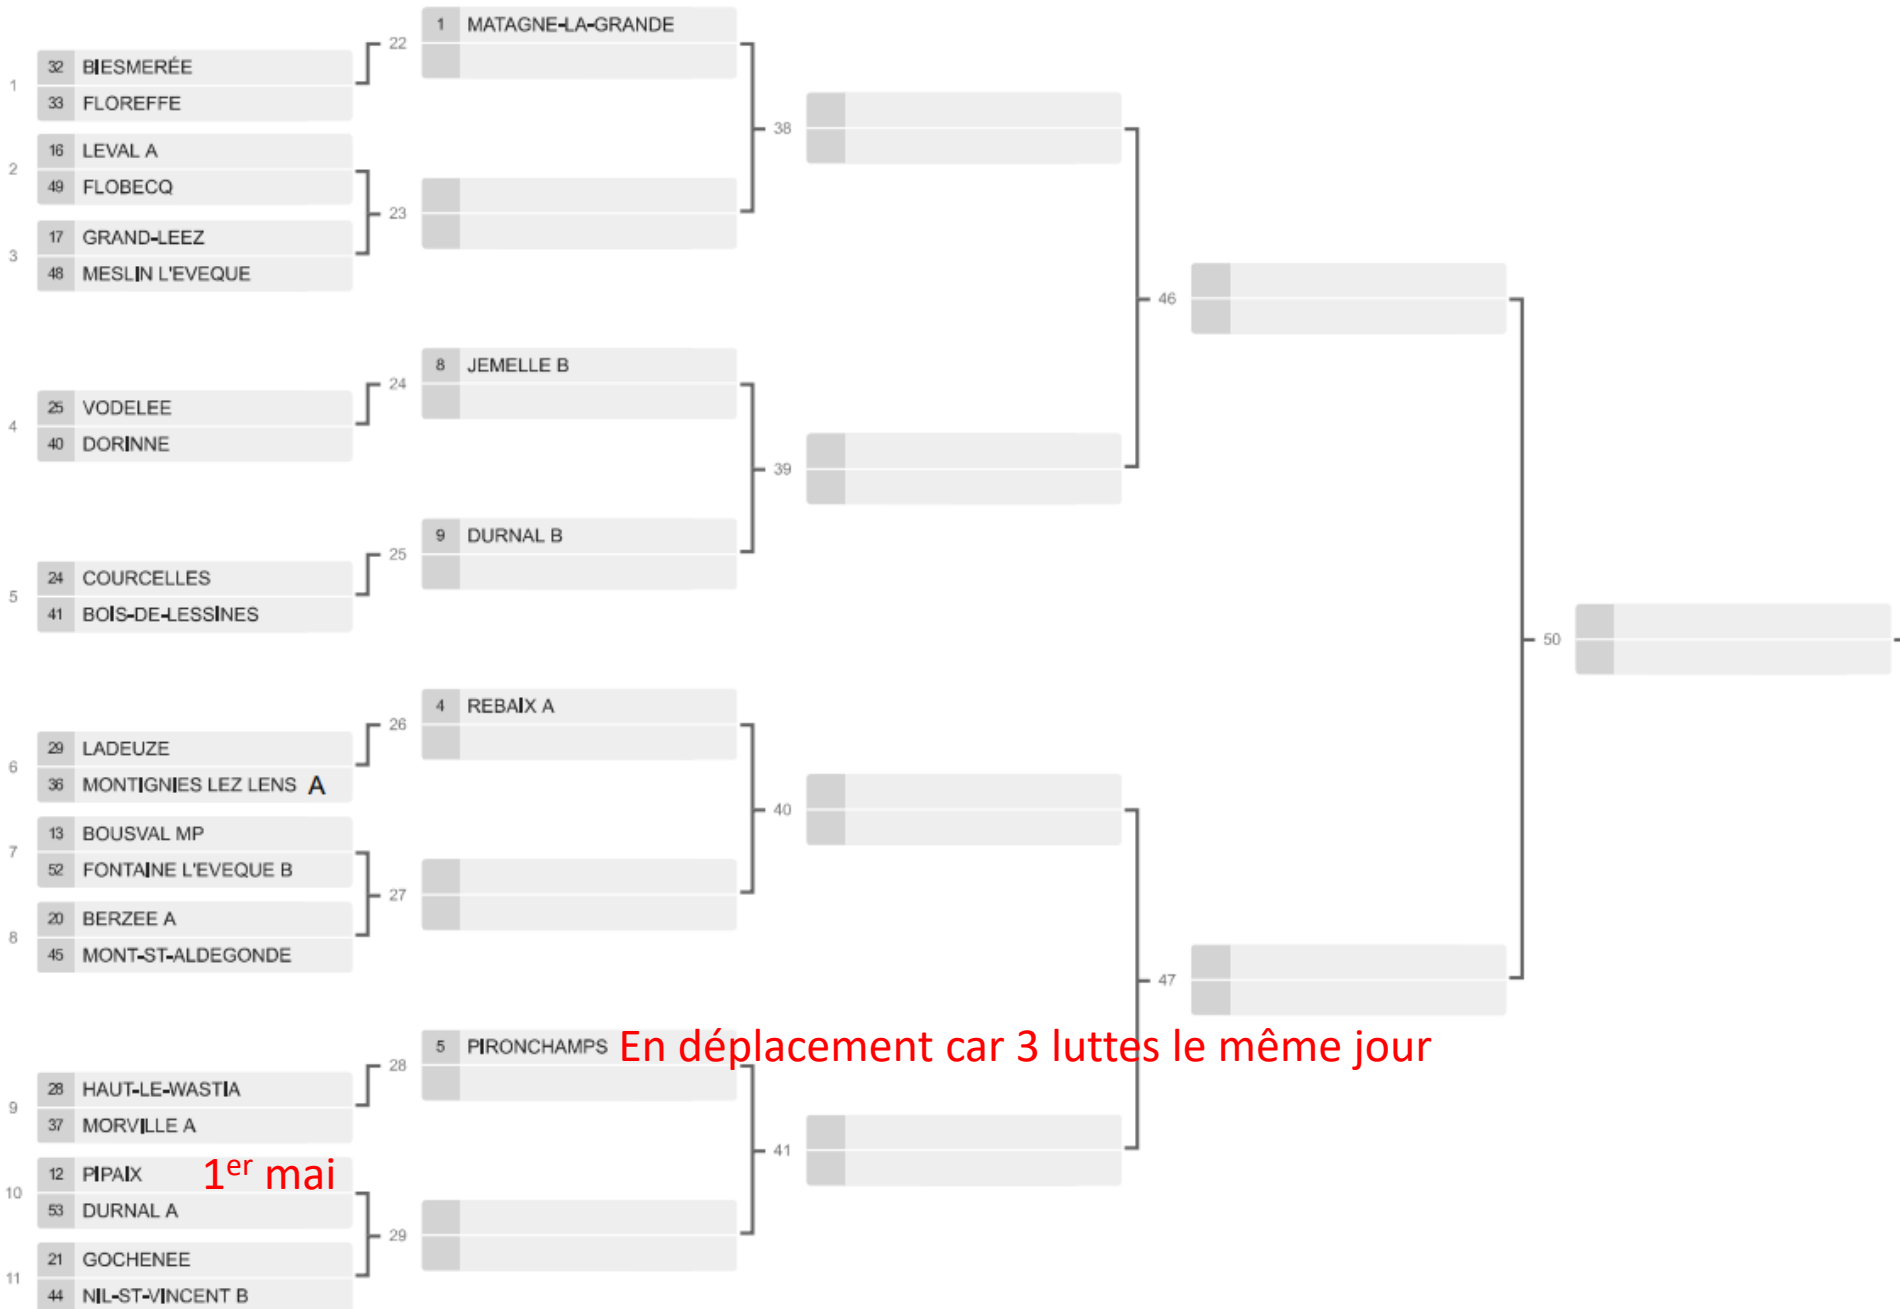 1
32 BIESMERÉE
33 FLOREFFE
2
16 LEVAL A
49 FLOBECQ
3
17 GRAND-LEEZ
48 MESLIN L'EVEQUE
4
25 VODELEE
40 DORINNE
5
24 COURCELLES
41 BOIS-DE-LESSINES
6
29 LADEUZE
36 MONTIGNIES LEZ LENS A
7
13 BOUSVAL MP
52 FONTAINE L'EVEQUE B
8
20 BERZEE A
45 MONT-ST-ALDEGONDE
9
28 HAUT-LE-WASTIA
37 MORVILLE A
10
12 PIPAIX 1er mai
53 DURNAL A
11
21 GOCHENEE
44 NIL-ST-VINCENT B
22
1 MATAGNE-LA-GRANDE
23
24
8 JEMELLE B
25
9 DURNAL B
26
4 REBAIX A
27
28
5 PIRONCHAMPS En déplacement car 3 luttes le même jour
29
38
39
40
41
46
47
50